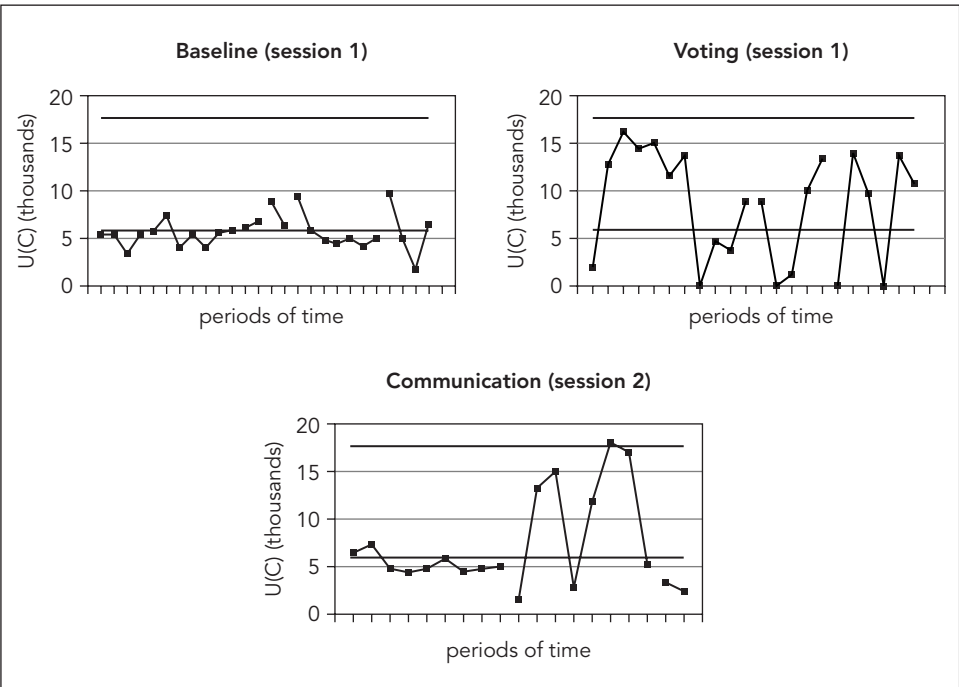 Baseline (session 1)
U(C) (thousands)
20
15
10
5
0
periods of time
Voting (session 1)
U(C) (thousands)
20
15
10
5
0
periods of time
Communication (session 2)
U(C) (thousands)
20
15
10
5
0
periods of time